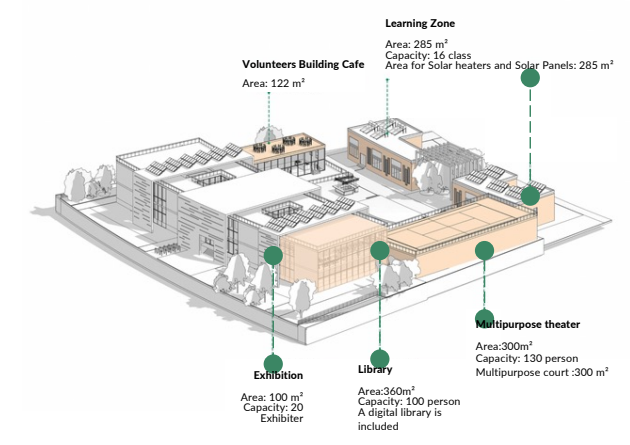 Learning Zone
Area: 285 m²
Capacity: 16 class
Area for Solar heaters and Solar Panels: 285 m²
Volunteers Building Cafe
Area: 122 m²
Multipurpose theater
Area:300m²
Capacity: 130 person
Multipurpose court :300 m²
Library
Area:360m²
Capacity: 100 person
A digital library is
included
Exhibition
Area: 100 m²
Capacity: 20
Exhibiter